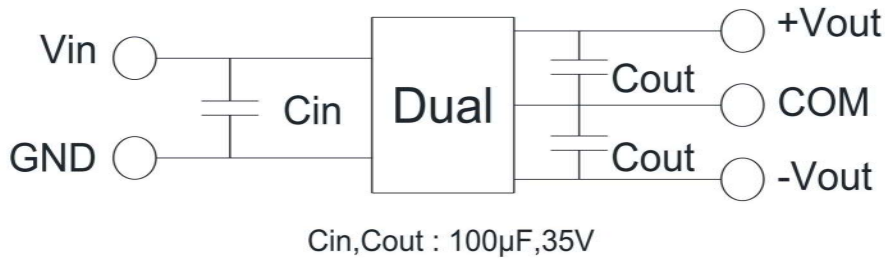 Vin
+Vout
Cout
Cin
Dual
COM
GND
Cout
-Vout
Cin,Cout : 100µF,35V